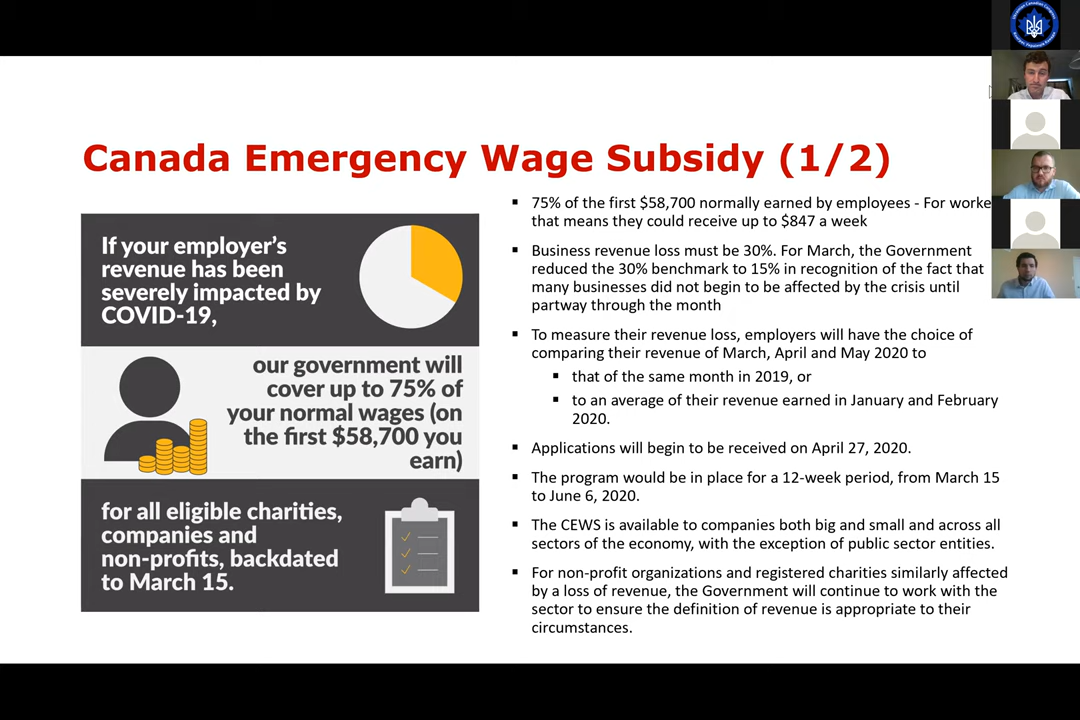 Canada Emergency Wage Subsidy (1/2)
If your employer's
revenue has been
severely impacted by
COVID-19,
our government will
cover up to 75% of
your normal wages (on
the first $58,700 you
earn)
for all eligible charities,
companies and
non-profits, backdated
to March 15.
▪ 75% of the first $58,700 normally earned by employees - For worke
that means they could receive up to $847 a week
▪ Business revenue loss must be 30%. For March, the Government
reduced the 30% benchmark to 15% in recognition of the fact that
many businesses did not begin to be affected by the crisis until
partway through the month
▪ To measure their revenue loss, employers will have the choice of
comparing their revenue of March, April and May 2020 to
▪ that of the same month in 2019, or
▪ to an average of their revenue earned in January and February
2020.
▪ Applications will begin to be received on April 27, 2020.
▪ The program would be in place for a 12-week period, from March 15
to June 6, 2020.
▪ The CEWS is available to companies both big and small and across all
sectors of the economy, with the exception of public sector entities.
▪ For non-profit organizations and registered charities similarly affected
by a loss of revenue, the Government will continue to work with the
sector to ensure the definition of revenue is appropriate to their
circumstances.